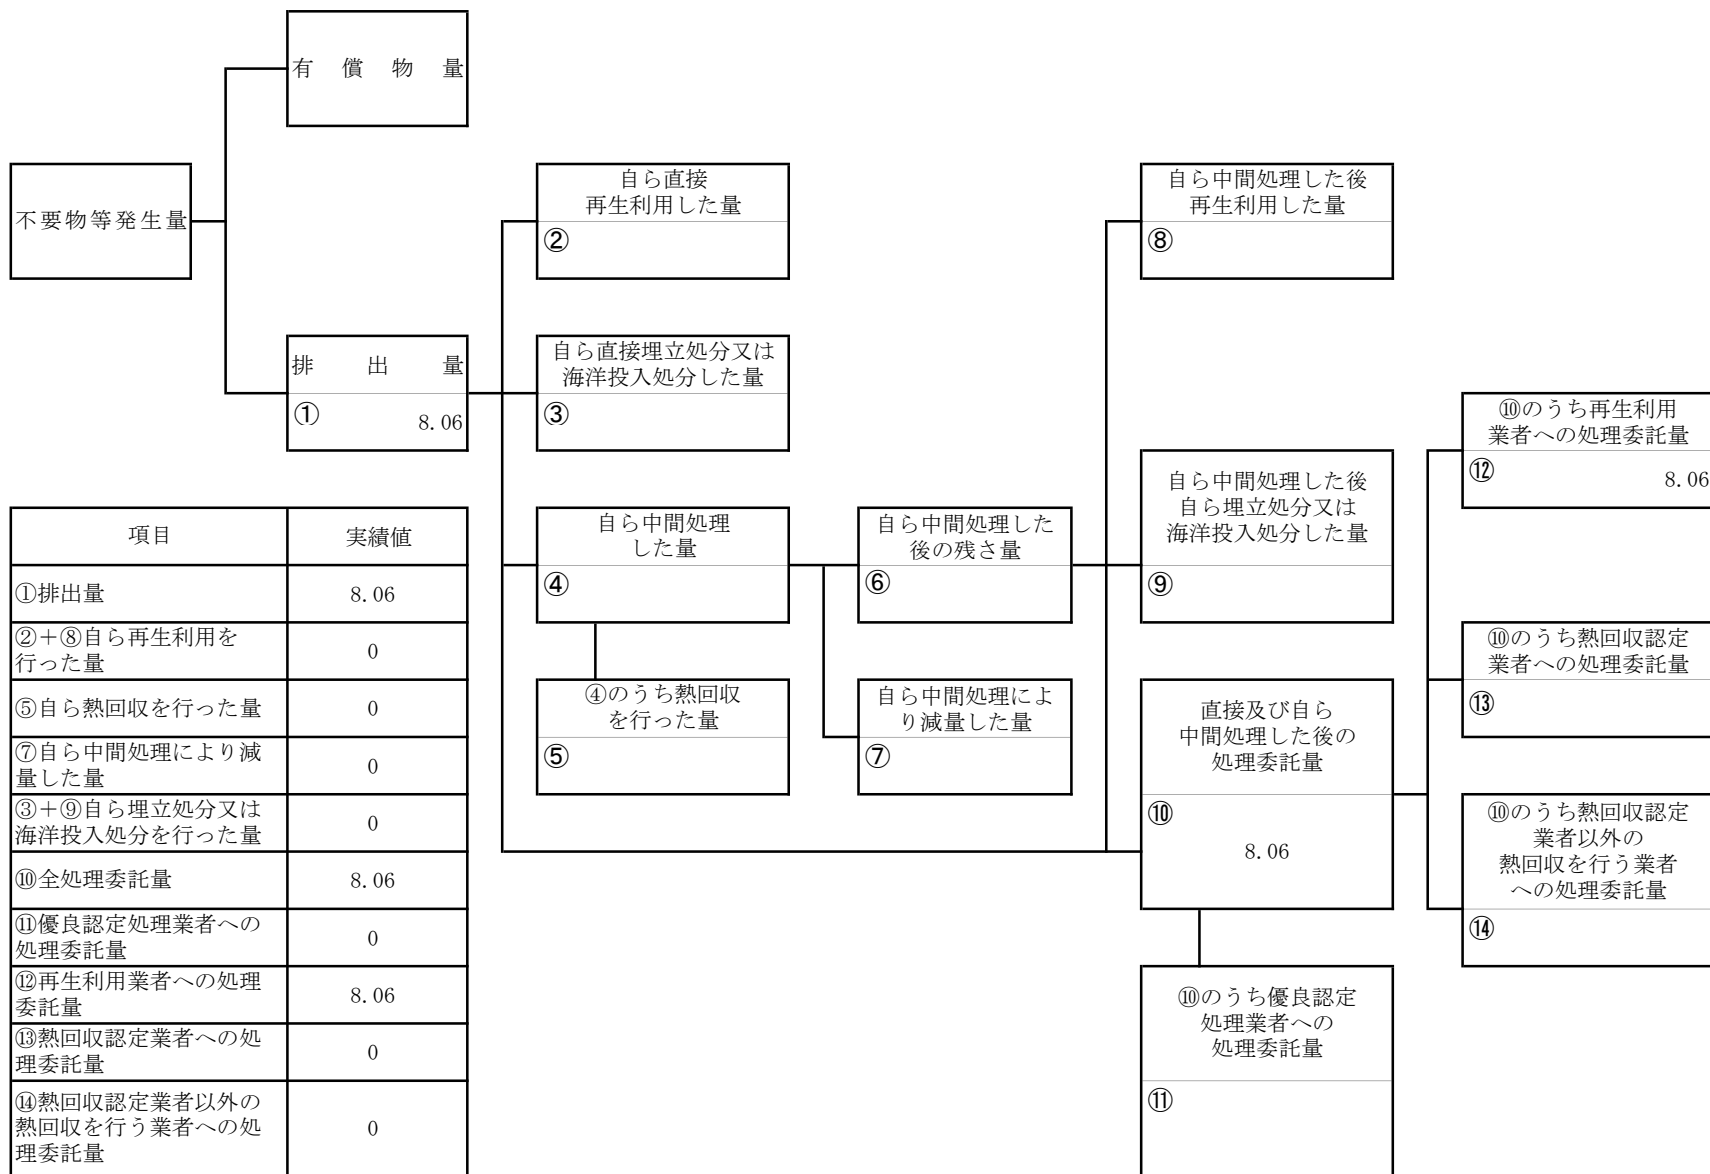 有償物量
不要物等発生量
排出量
①
8.06
自ら直接
再生利用した量
②
自ら直接埋立処分又は
海洋投入処分した量
③
自ら中間処理
した量
④
④のうち熱回収
を行った量
⑤
自ら中間処理した
後の残さ量
⑥
自ら中間処理によ
り減量した量
⑦
自ら中間処理した後
再生利用した量
⑧
自ら中間処理した後
自ら埋立処分又は
海洋投入処分した量
⑨
直接及び自ら
中間処理した後の
処理委託量
⑩
8.06
⑩のうち優良認定
処理業者への
処理委託量
⑪
⑩のうち再生利用
業者への処理委託量
⑫
8.06
⑩のうち熱回収認定
業者への処理委託量
⑬
⑩のうち熱回収認定
業者以外の
熱回収を行う業者
への処理委託量
⑭
項目 実績値
①排出量 8.06
②+⑧自ら再生利用を
行った量 0
⑤自ら熱回収を行った量 0
⑦自ら中間処理により減
量した量 0
③+⑨自ら埋立処分又は
海洋投入処分を行った量 0
⑩全処理委託量 8.06
⑪優良認定処理業者への
処理委託量 0
⑫再生利用業者への処理
委託量 8.06
⑬熱回収認定業者への処
理委託量 0
⑭熱回収認定業者以外の
熱回収を行う業者への処
理委託量 0